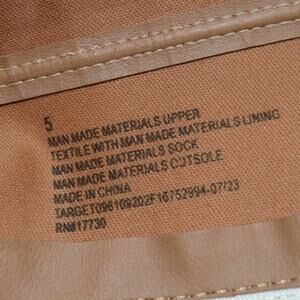 5
MAN MADE MATERIALS UPPER
TEXTILE WITH MAN MADE MATERIALS LINING
MAN MADE MATERIALS SOCK
MAN MADE MATERIALS OUTSOLE
MADE IN CHINA
TARGET096109202F16752994-07/23
RN#17730